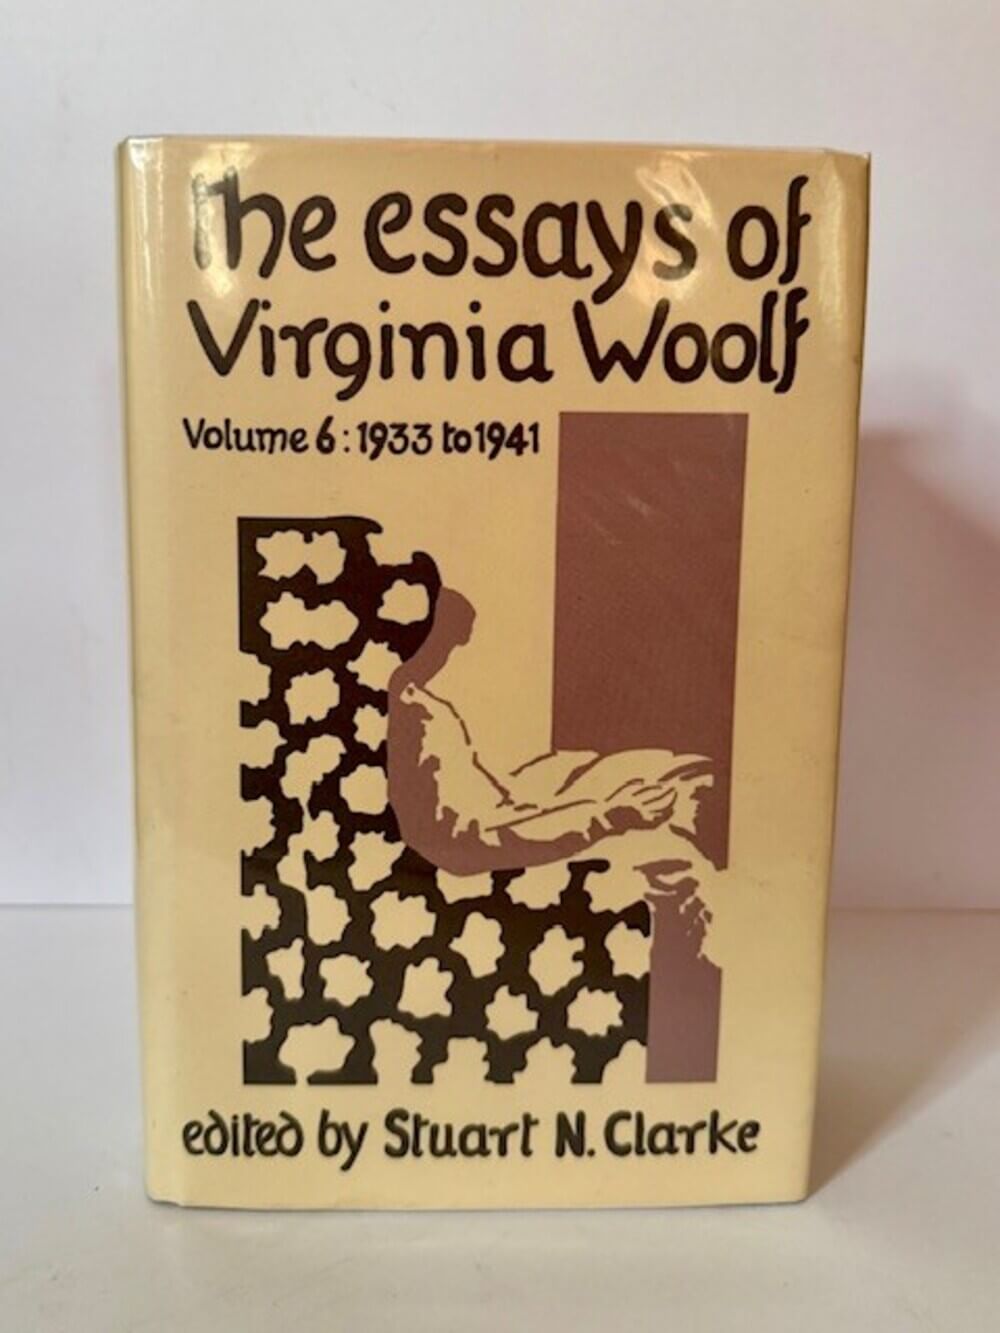 the essays of
Virginia Woolf
Volume 6: 1933 to 1941
edited by Stuart N. Clarke